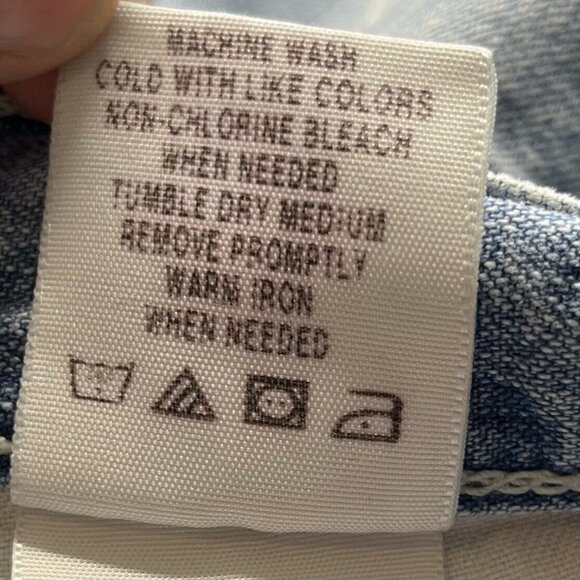 MACHINE WASH
COLD WITH LIKE COLORS
NON-CHLORINE BLEACH
WHEN NEEDED
TUMBLE DRY MEDIUM
REMOVE PROMPTLY
WARM IRON
WHEN NEEDED